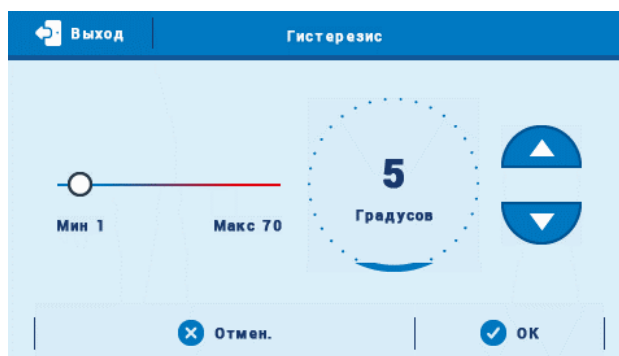 Выход
Гистерезис
5
Градусов
Мин 1
Макс 70
Отмен.
OK